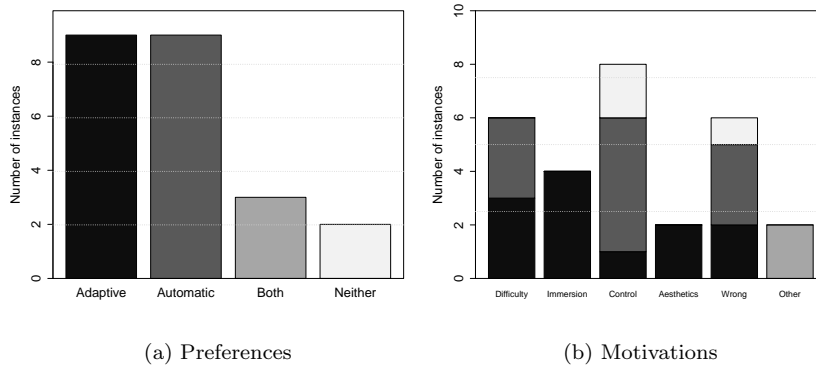 Number of instances
8
6
4
2
0
Adaptive Automatic Both Neither
(a) Preferences
Number of instances
10
8
6
4
2
0
Difficulty Immersion Control Aesthetics Wrong Other
(b) Motivations